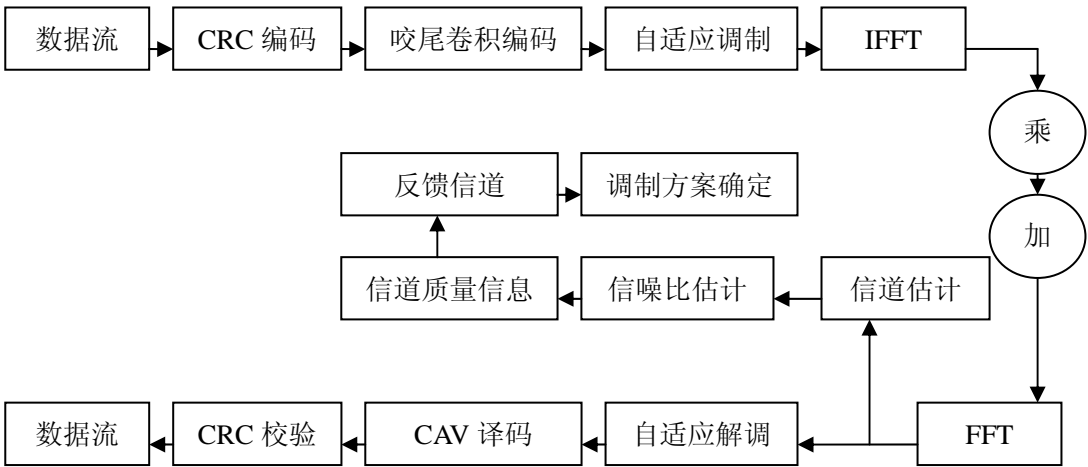 数据流
CRC 编码
咬尾卷积编码
自适应调制
IFFT
乘
反馈信道
调制方案确定
加
信道质量信息
信噪比估计
信道估计
数据流
CRC 校验
CAV 译码
自适应解调
FFT